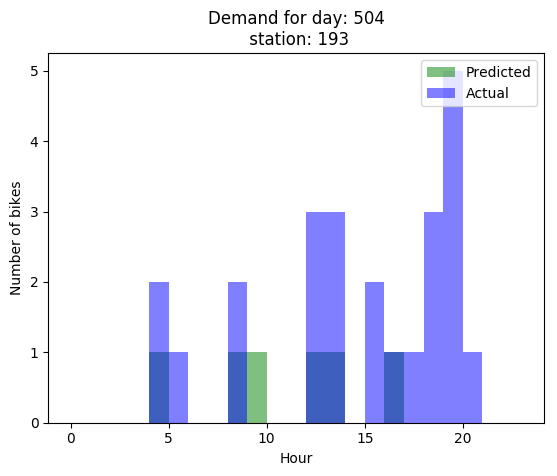 Demand for day: 504
station: 193
Predicted
Actual
5
4
3
2
1
0
Number of bikes
0 5 10 15 20
Hour